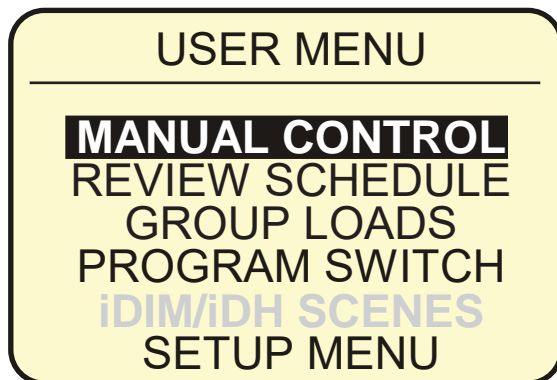 USER MENU
MANUAL CONTROL
REVIEW SCHEDULE
GROUP LOADS
PROGRAM SWITCH
iDIM/iDH SCENES
SETUP MENU